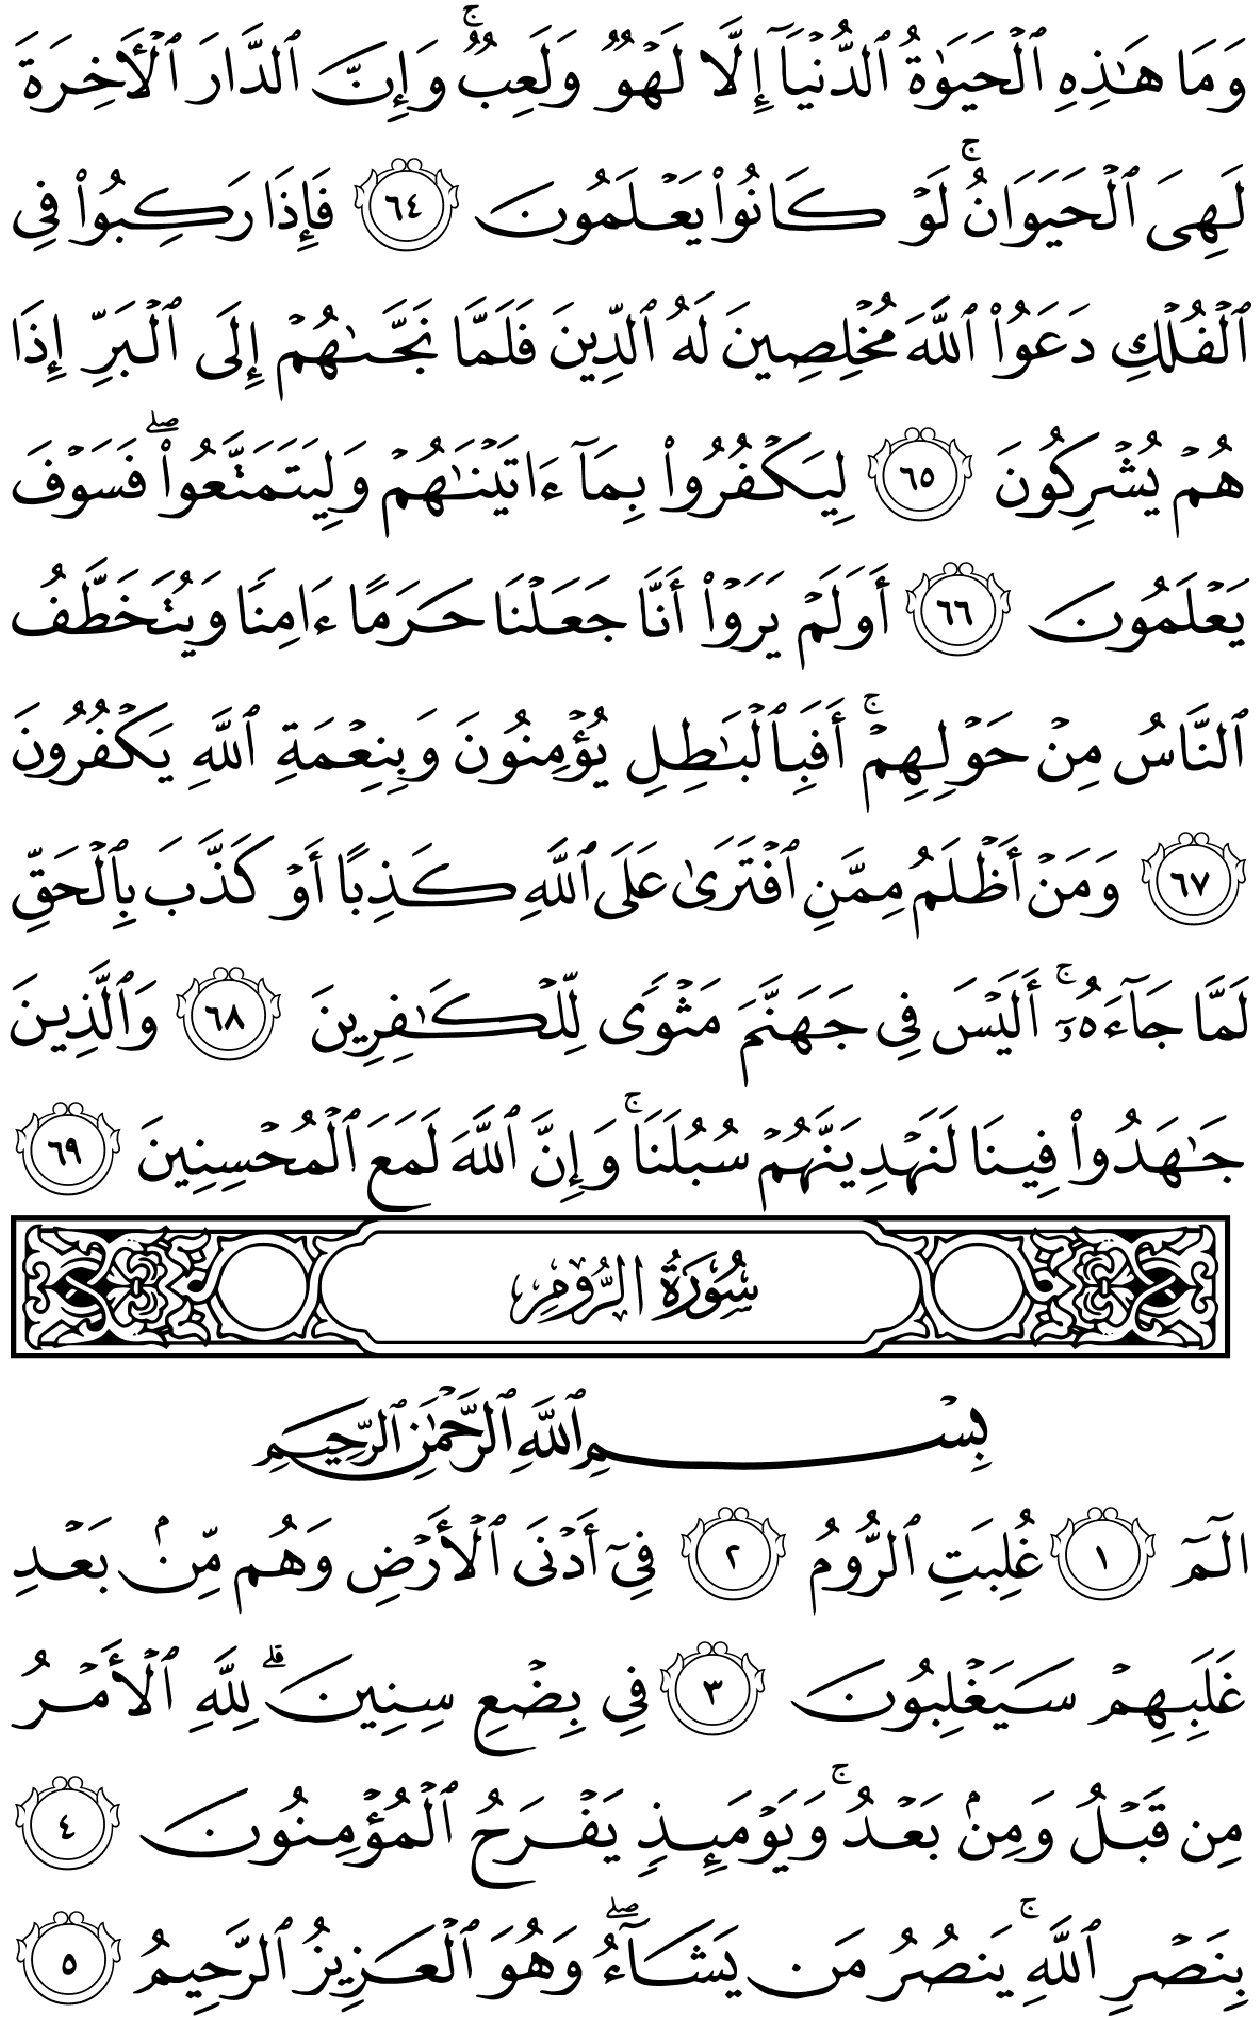 وَمَا هَٰذِهِ ٱلْحَيَوٰةُ ٱلدُّنْيَآ إِلَّا لَهْوٌ وَلَعِبٌ ۚ وَإِنَّ ٱلدَّارَ ٱلْأَخِرَةَ
لَهِىَ ٱلْحَيَوَانُ ۚ لَوْ كَانُوا۟ يَعْلَمُونَ ٦٤ فَإِذَا رَكِبُوا۟ فِى
ٱلْفُلْكِ دَعَوُا۟ ٱللَّهَ مُخْلِصِينَ لَهُ ٱلدِّينَ فَلَمَّا نَجَّىٰهُمْ إِلَى ٱلْبَرِّ إِذَا
هُمْ يُشْرِكُونَ ٦٥ لِيَكْفُرُوا۟ بِمَآ ءَاتَيْنَٰهُمْ وَلِيَتَمَتَّعُوا۟ ۖ فَسَوْفَ
يَعْلَمُونَ ٦٦ أَوَلَمْ يَرَوْا۟ أَنَّا جَعَلْنَا حَرَمًا ءَامِنًا وَيُتَخَطَّفُ
ٱلنَّاسُ مِنْ حَوْلِهِمْ ۚ أَفَبِٱلْبَٰطِلِ يُؤْمِنُونَ وَبِنِعْمَةِ ٱللَّهِ يَكْفُرُونَ
٦٧ وَمَنْ أَظْلَمُ مِمَّنِ ٱفْتَرَىٰ عَلَى ٱللَّهِ كَذِبًا أَوْ كَذَّبَ بِٱلْحَقِّ
لَمَّا جَآءَهُۥٓ ۚ أَلَيْسَ فِى جَهَنَّمَ مَثْوًى لِّلْكَٰفِرِينَ ٦٨ وَٱلَّذِينَ
جَٰهَدُوا۟ فِينَا لَنَهْدِيَنَّهُمْ سُبُلَنَا ۚ وَإِنَّ ٱللَّهَ لَمَعَ ٱلْمُحْسِنِينَ ٦٩
سُورَةُ الرُّومِ
بِسْمِ ٱللَّهِ ٱلرَّحْمَٰنِ ٱلرَّحِيمِ
الٓمٓ ١ غُلِبَتِ ٱلرُّومُ ٢ فِىٓ أَدْنَى ٱلْأَرْضِ وَهُم مِّنۢ بَعْدِ
غَلَبِهِمْ سَيَغْلِبُونَ ٣ فِى بِضْعِ سِنِينَ ۗ لِلَّهِ ٱلْأَمْرُ
مِن قَبْلُ وَمِنۢ بَعْدُ ۚ وَيَوْمَئِذٍ يَفْرَحُ ٱلْمُؤْمِنُونَ ٤
بِنَصْرِ ٱللَّهِ ۚ يَنصُرُ مَن يَشَآءُ ۖ وَهُوَ ٱلْعَزِيزُ ٱلرَّحِيمُ ٥